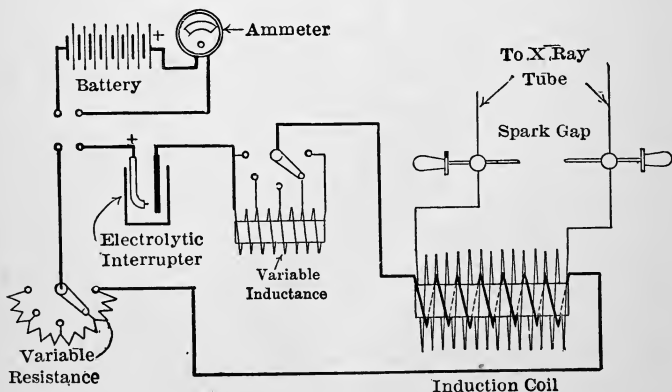 Ammeter
+
Battery
To X Ray
Tube
Spark Gap
+
Electrolytic
Interrupter
Variable
Inductance
Variable
Resistance
Induction Coil